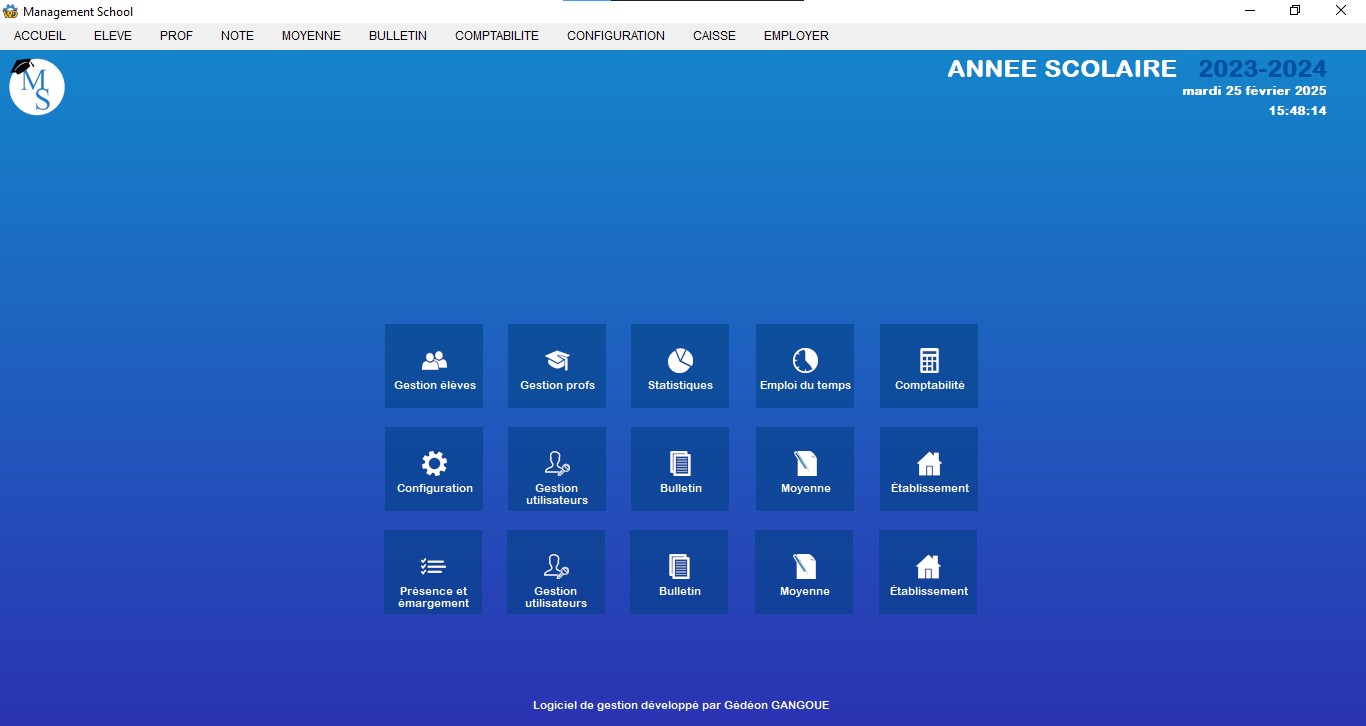 Management School
ACCUEIL ELEVE PROF NOTE MOYENNE BULLETIN COMPTABILITE CONFIGURATION CAISSE EMPLOYER
MS
ANNEE SCOLAIRE 2023-2024
mardi 25 février 2025
15:48:14
Gestion élèves Gestion profs Statistiques Emploi du temps Comptabilité
Configuration Gestion utilisateurs Bulletin Moyenne Établissement
Présence et émargement Gestion utilisateurs Bulletin Moyenne Établissement
Logiciel de gestion développé par Gédéon GANGOUE